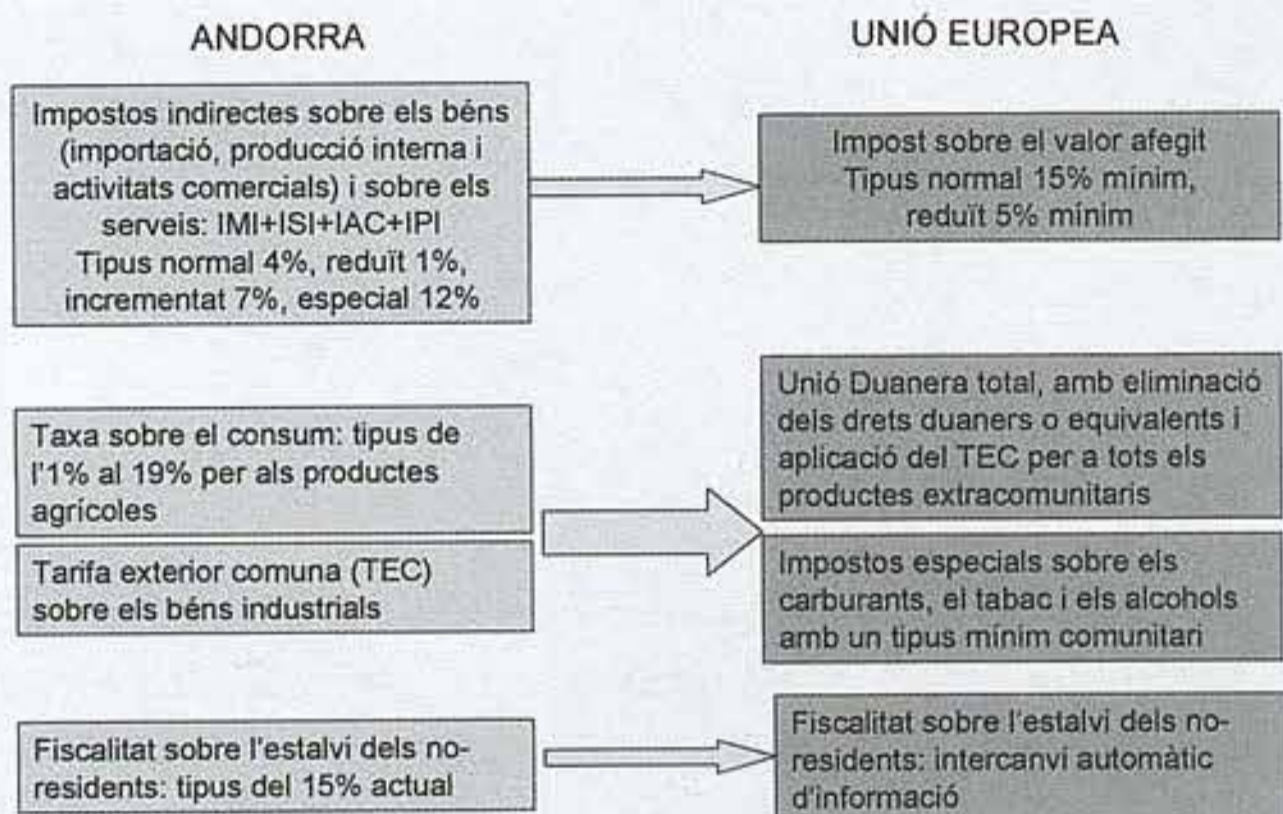 ANDORRA
UNIÓ EUROPEA
Impostos indirectes sobre els béns
(importació, producció interna i
activitats comercials) i sobre els
serveis: IMI+ISI+IAC+IPI
Tipus normal 4%, reduït 1%,
incrementat 7%, especial 12%
Impost sobre el valor afegit
Tipus normal 15% mínim,
reduït 5% mínim
Taxa sobre el consum: tipus de
l'1% al 19% per als productes
agrícoles
Tarifa exterior comuna (TEC)
sobre els béns industrials
Unió Duanera total, amb eliminació
dels drets duaners o equivalents i
aplicació del TEC per a tots els
productes extracomunitaris
Impostos especials sobre els
carburants, el tabac i els alcohols
amb un tipus mínim comunitari
Fiscalitat sobre l'estalvi dels no-
residents: tipus del 15% actual
Fiscalitat sobre l'estalvi dels no-
residents: intercanvi automàtic
d'informació